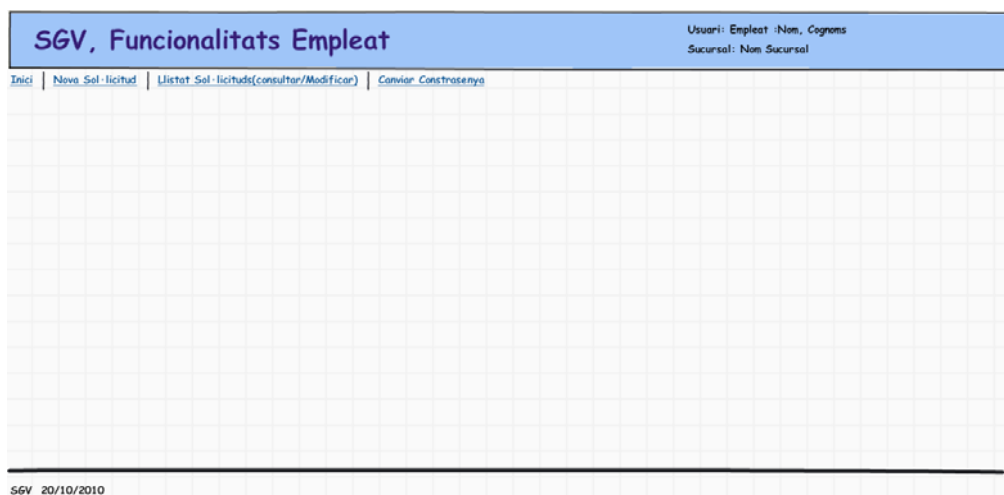 SGV, Funcionalitats Empleat
Usuari: Empleat :Nom, Cognoms
Sucursal: Nom Sucursal
Inici | Nova Sol·licitud | Llistat Sol·licituds(consultar/Modificar) | Canviar Constrasenya
SGV 20/10/2010